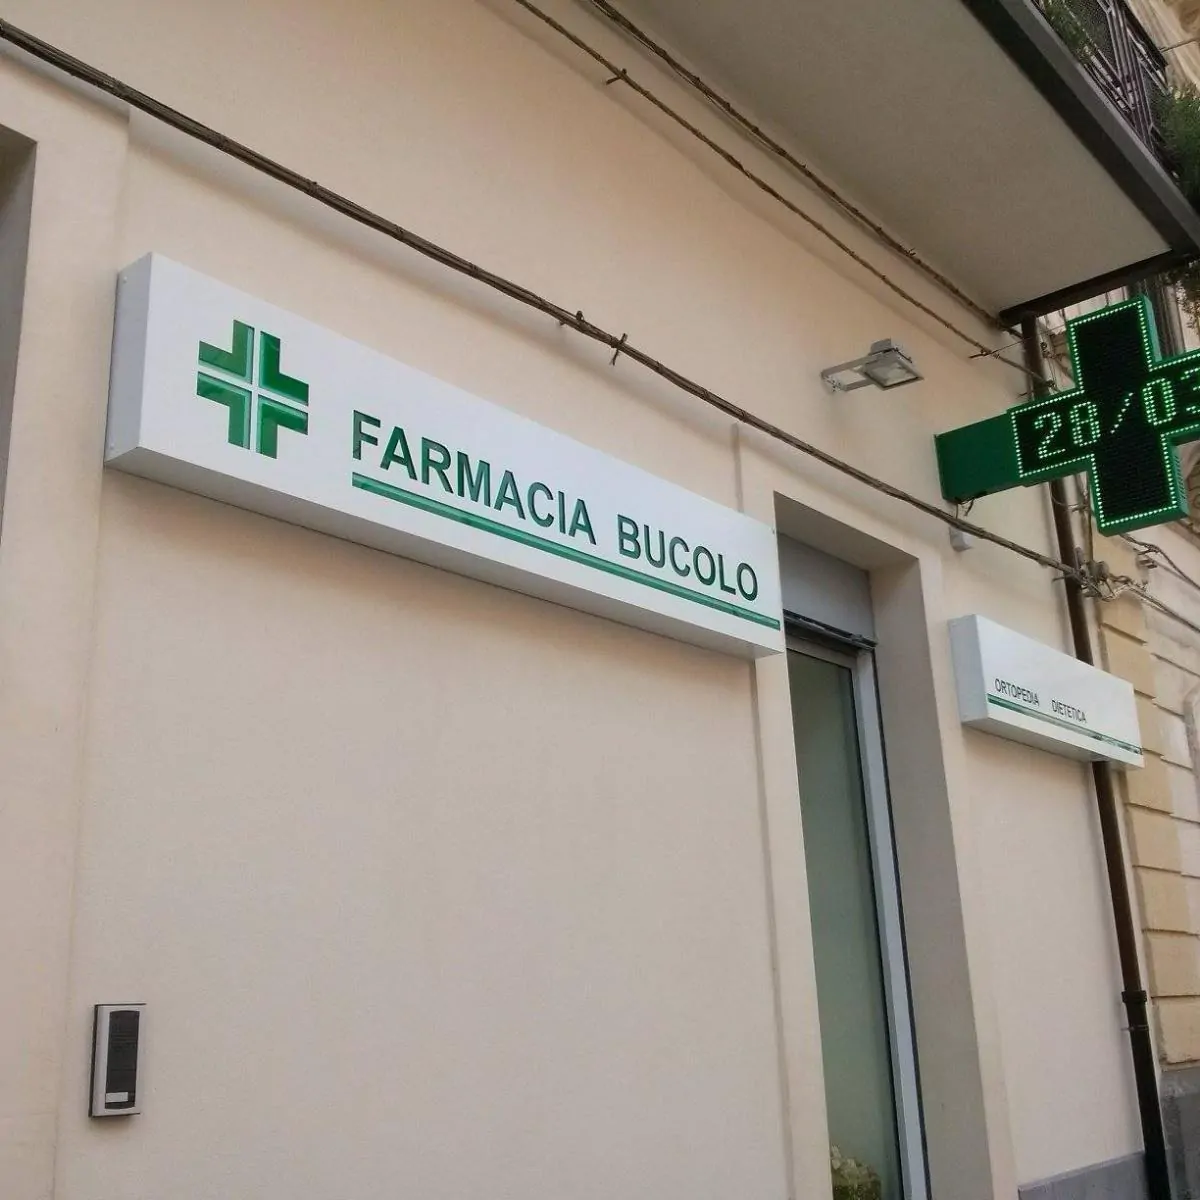 FARMACIA BUCOLO
28/03
ORTOPEDIA DIETETICA